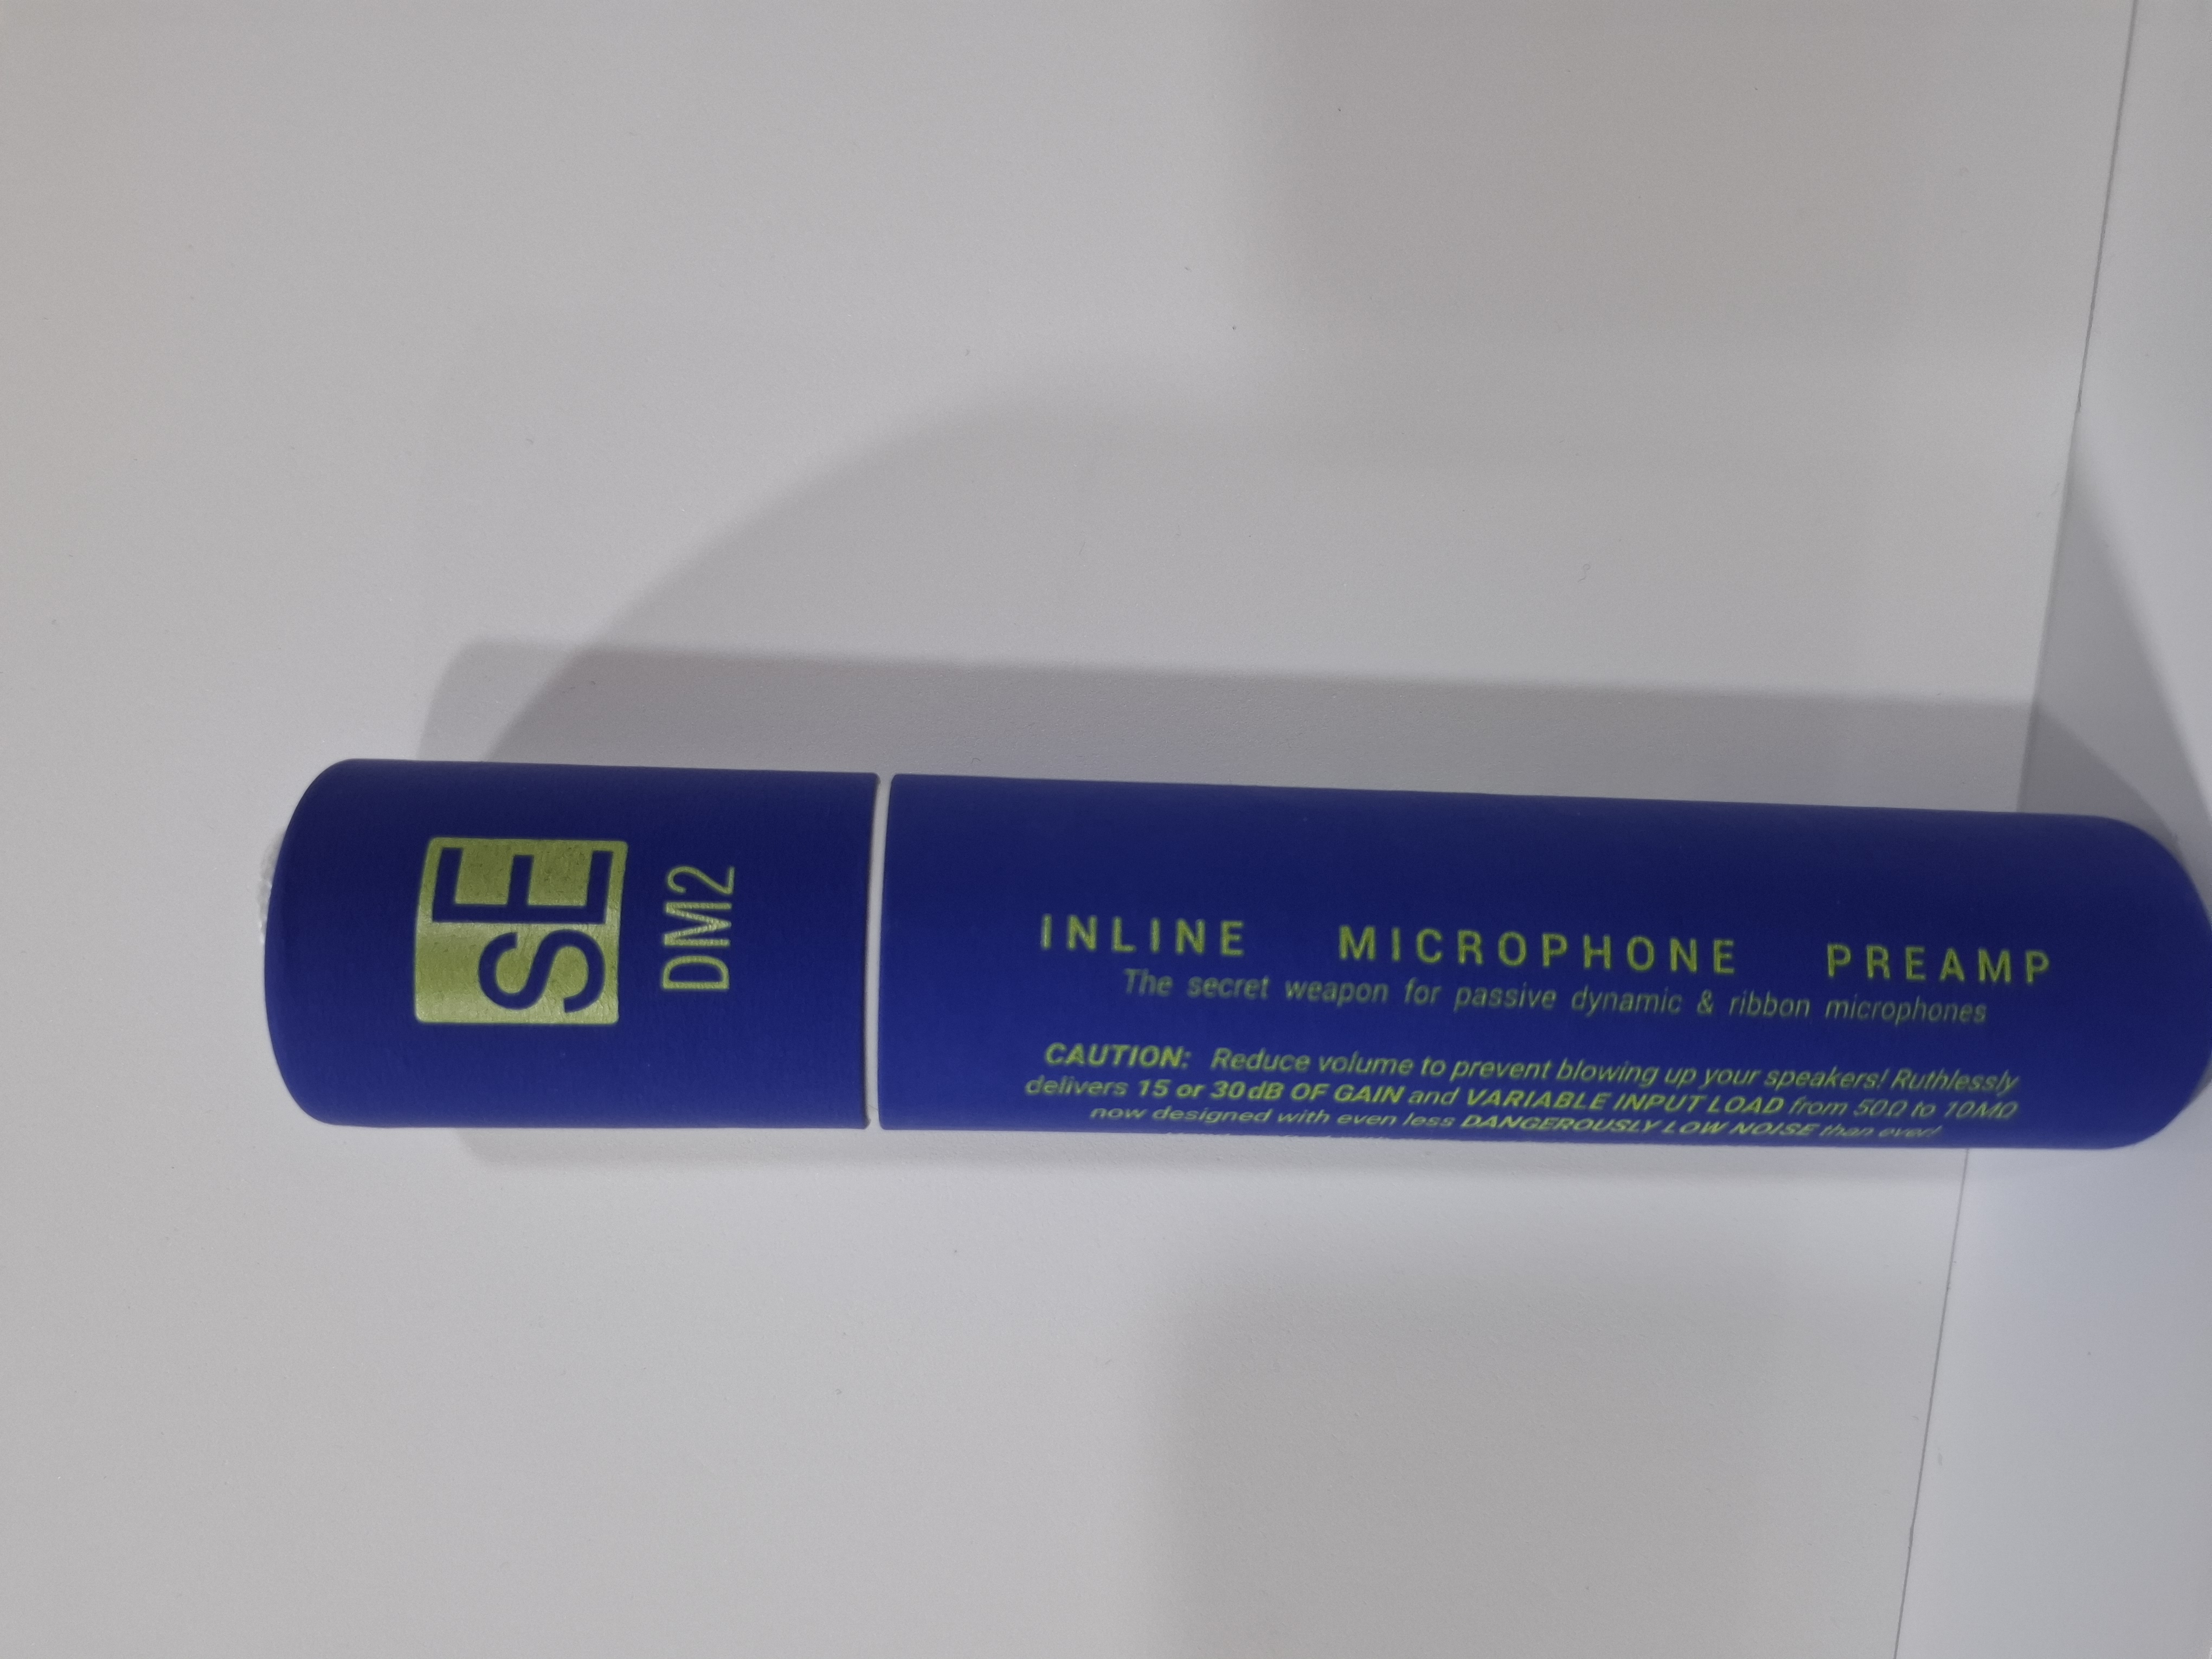 SE
DM2
INLINE MICROPHONE PREAMP
The secret weapon for passive dynamic & ribbon microphones
CAUTION: Reduce volume to prevent blowing up your speakers! Ruthlessly
delivers 15 or 30dB OF GAIN and VARIABLE INPUT LOAD from 50Ω to 10MΩ
now designed with even less DANGEROUSLY LOW NOISE than ever!